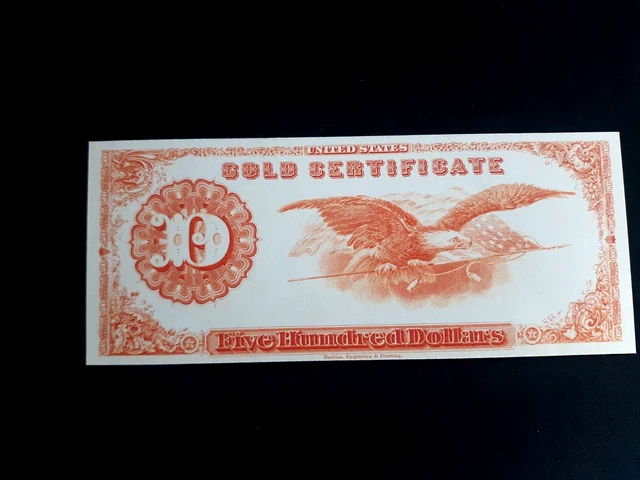 UNITED STATES
GOLD CERTIFICATE
D
Five Hundred Dollars
Bureau, Engraving & Printing.